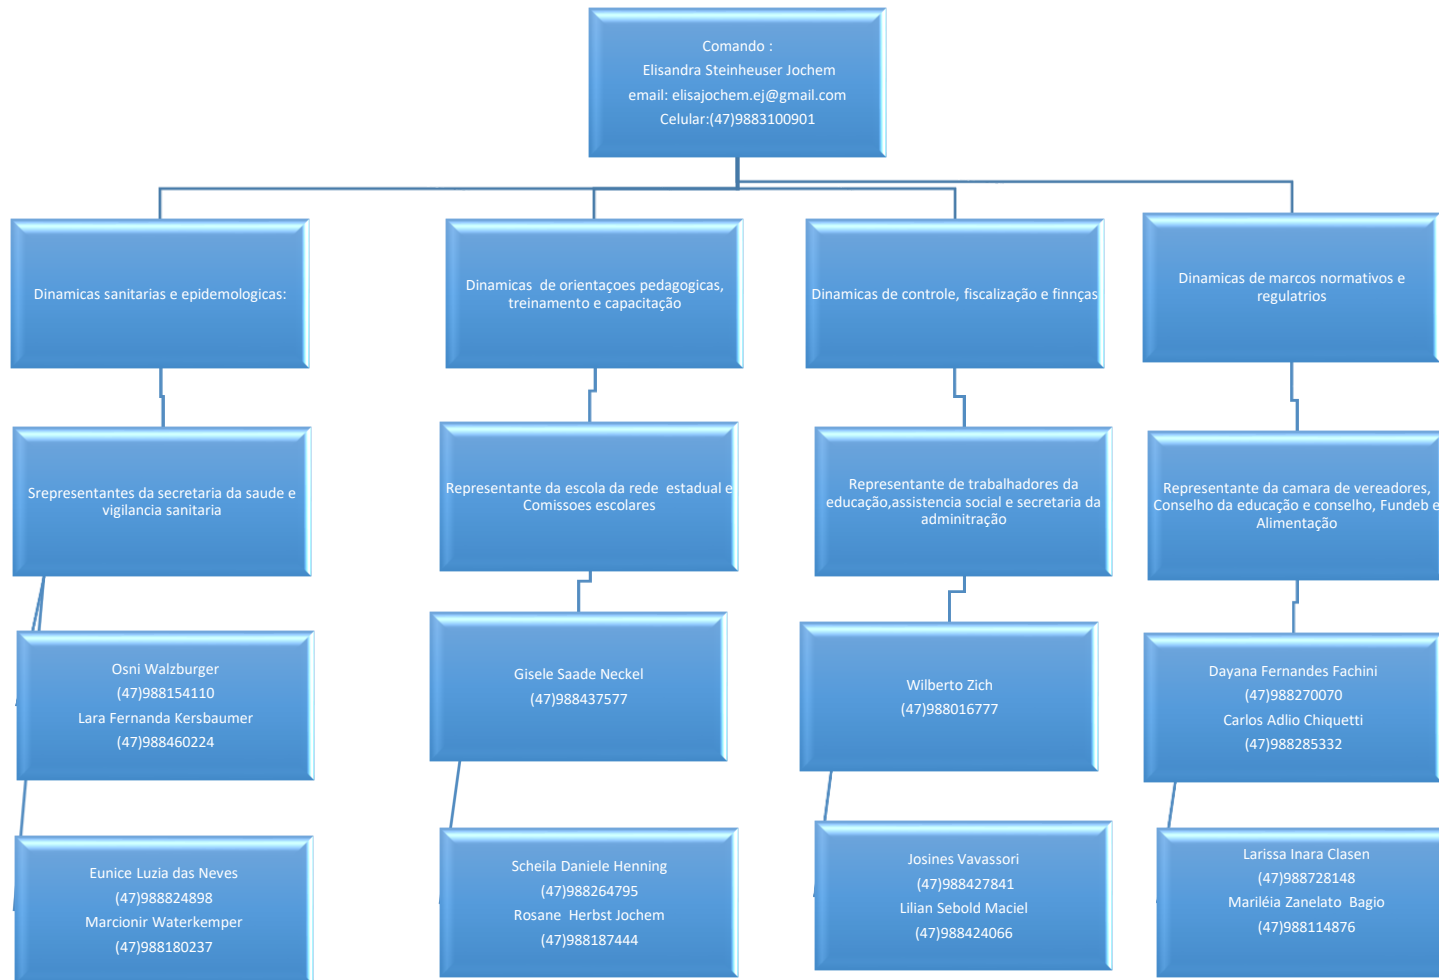 Comando :
Elisandra Steinheuser Jochem
email: elisajochem.ej@gmail.com
Celular:(47)9883100901
Dinamicas sanitarias e epidemologicas:
Dinamicas de orientaçoes pedagogicas,
treinamento e capacitação
Dinamicas de controle, fiscalização e finnças
Dinamicas de marcos normativos e
regulatrios
Srepresentantes da secretaria da saude e
vigilancia sanitaria
Representante da escola da rede estadual e
Comissoes escolares
Representante de trabalhadores da
educação,assistencia social e secretaria da
adminitração
Representante da camara de vereadores,
Conselho da educação e conselho, Fundeb e
Alimentação
Osni Walzburger
(47)988154110
Lara Fernanda Kersbaumer
(47)988460224
Gisele Saade Neckel
(47)988437577
Wilberto Zich
(47)988016777
Dayana Fernandes Fachini
(47)988270070
Carlos Adlio Chiquetti
(47)988285332
Eunice Luzia das Neves
(47)988824898
Marcionir Waterkemper
(47)988180237
Scheila Daniele Henning
(47)988264795
Rosane Herbst Jochem
(47)988187444
Josines Vavassori
(47)988427841
Lilian Sebold Maciel
(47)988424066
Larissa Inara Clasen
(47)988728148
Mariléia Zanelato Bagio
(47)988114876